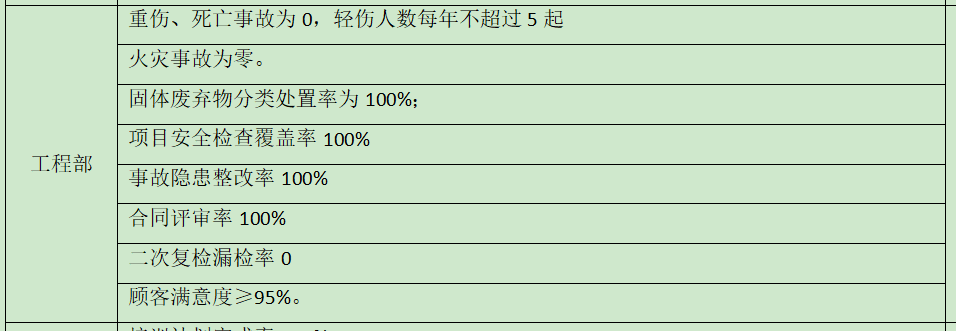 工程部
重伤、死亡事故为 0，轻伤人数每年不超过 5 起
火灾事故为零。
固体废弃物分类处置率为 100%；
项目安全检查覆盖率 100%
事故隐患整改率 100%
合同评审率 100%
二次复检漏检率 0
顾客满意度≥95%。